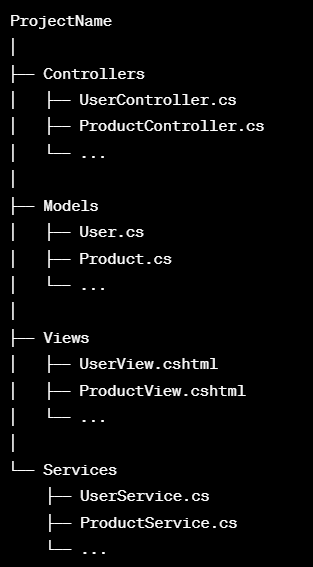 ProjectName
│
├── Controllers
│   ├── UserController.cs
│   ├── ProductController.cs
│   └── ...
│
├── Models
│   ├── User.cs
│   ├── Product.cs
│   └── ...
│
├── Views
│   ├── UserView.cshtml
│   ├── ProductView.cshtml
│   └── ...
│
└── Services
    ├── UserService.cs
    ├── ProductService.cs
    └── ...